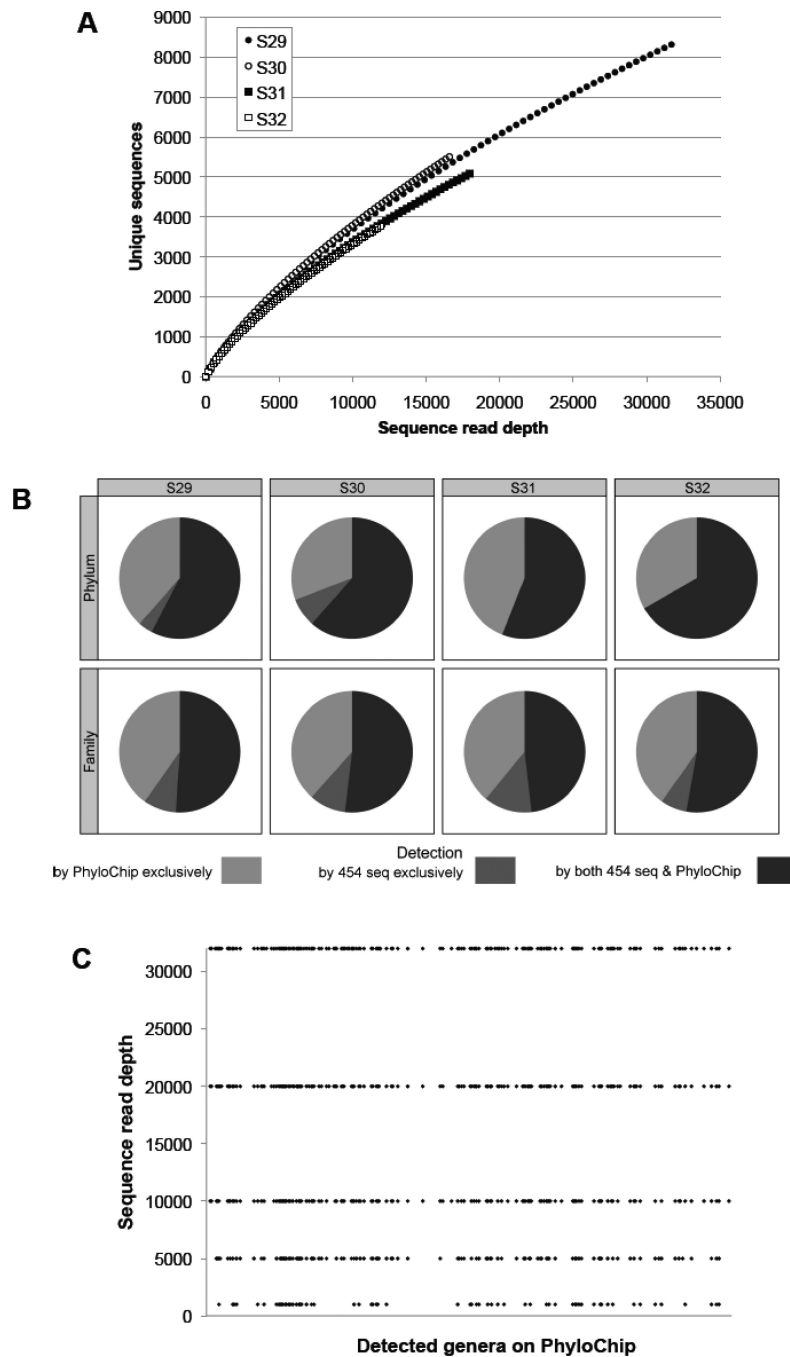 A
9000
8000
7000
6000
5000
4000
3000
2000
1000
0
Unique sequences
S29
S30
S31
S32
0 5000 10000 15000 20000 25000 30000 35000
Sequence read depth
B
S29 S30 S31 S32
Phylum
Family
Detection
by PhyloChip exclusively by 454 seq exclusively by both 454 seq & PhyloChip
C
30000
25000
20000
15000
10000
5000
0
Sequence read depth
Detected genera on PhyloChip